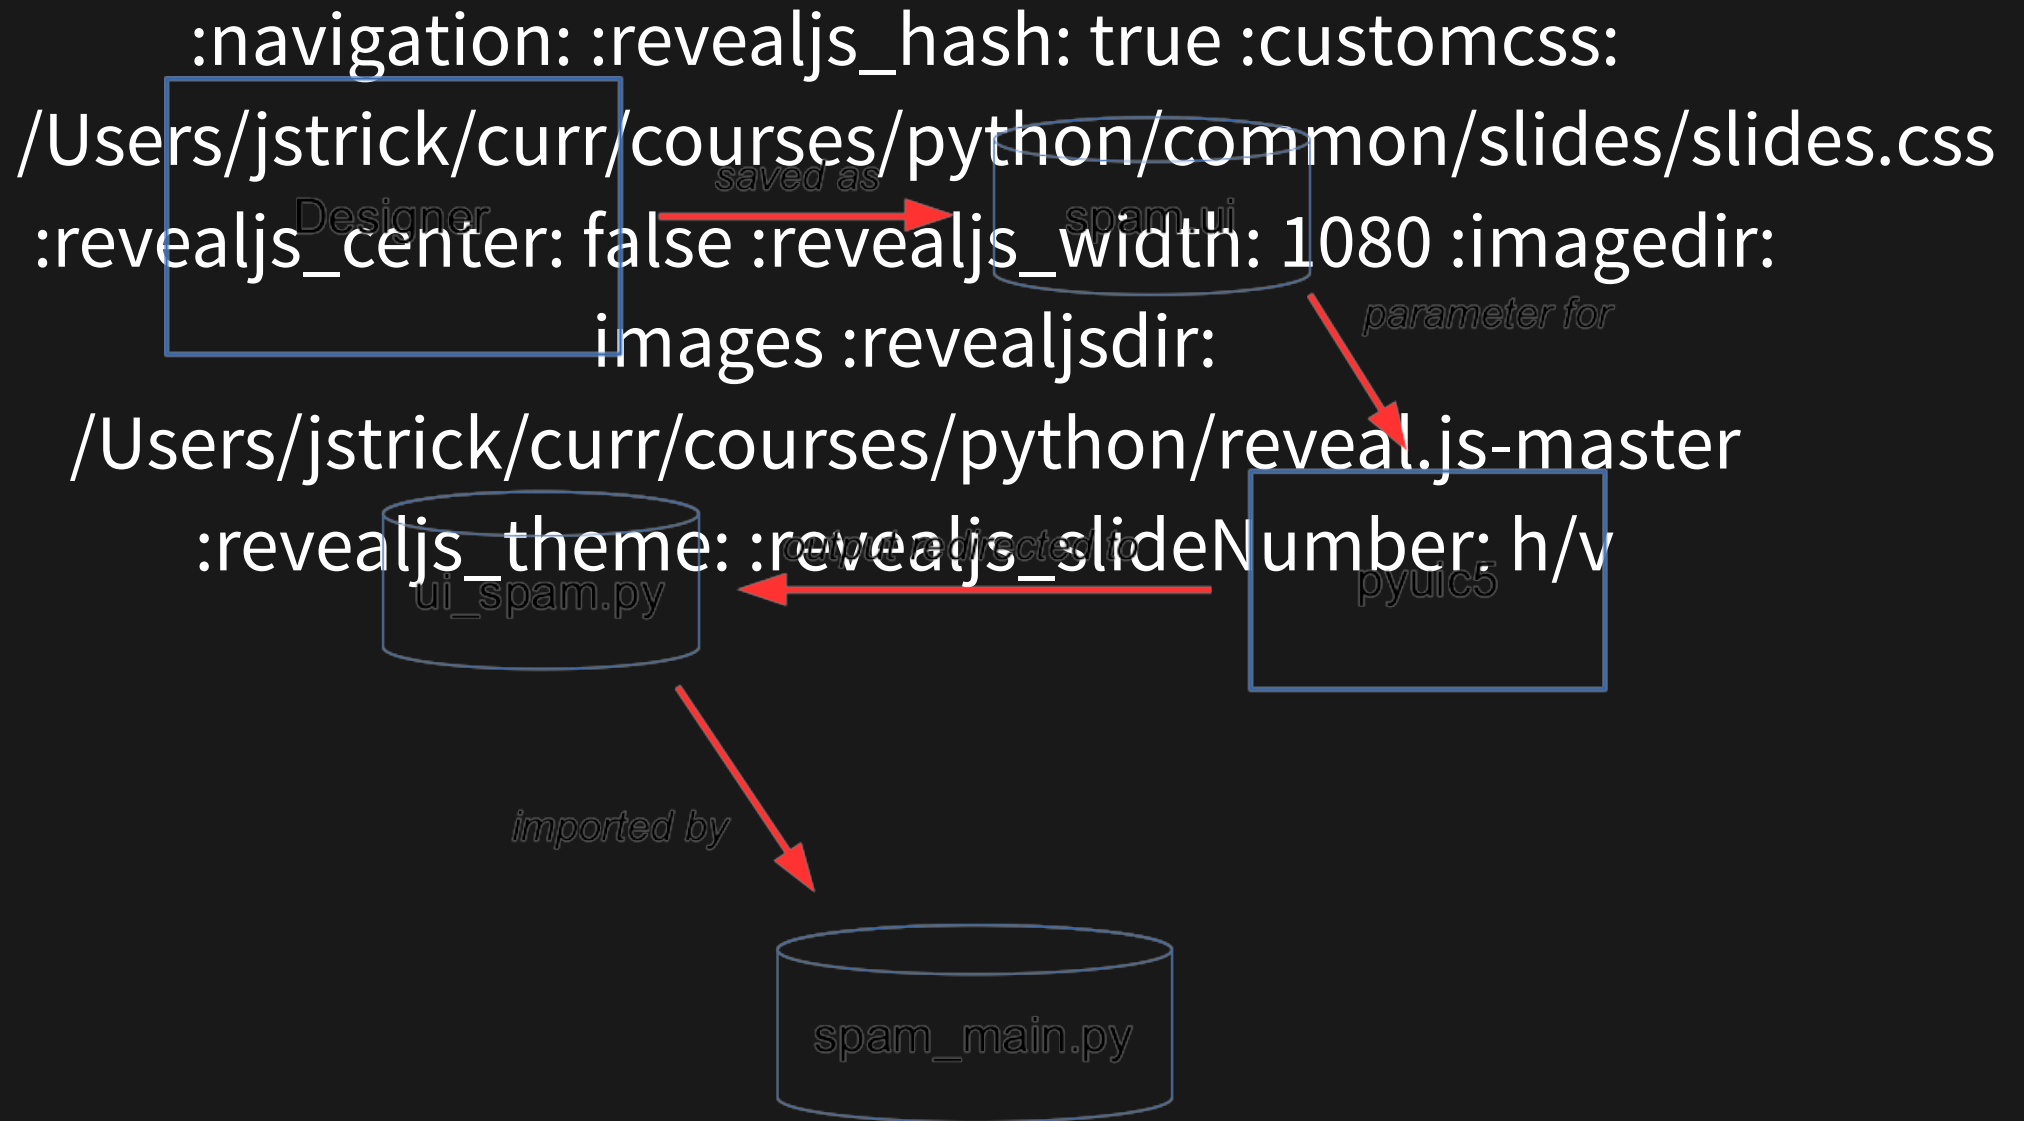 :navigation: :revealjs_hash: true :customcss:
/Users/jstrick/curr/courses/python/common/slides/slides.css
:revealjs_center: false :revealjs_width: 1080 :imagedir:
images :revealjsdir:
/Users/jstrick/curr/courses/python/reveal.js-master
:revealjs_theme: :revealjs_slideNumber: h/v
Designer
saved as
spam.ui
parameter for
pyuic5
output redirected to
ui_spam.py
imported by
spam_main.py